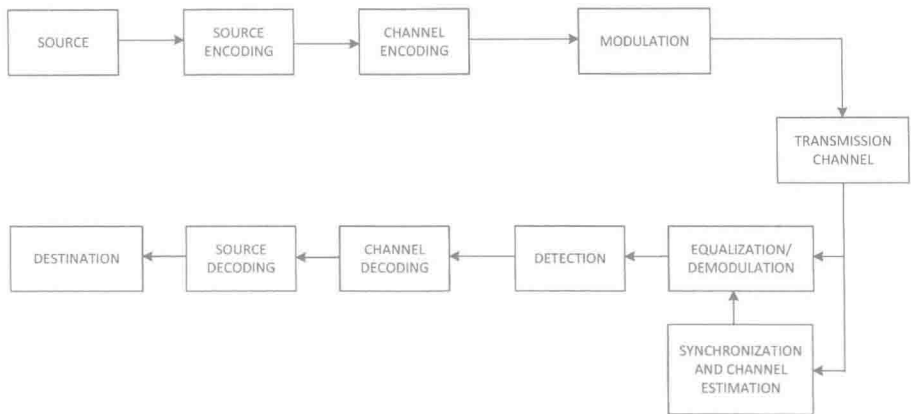 SOURCE
SOURCE
ENCODING
CHANNEL
ENCODING
MODULATION
TRANSMISSION
CHANNEL
DESTINATION
SOURCE
DECODING
CHANNEL
DECODING
DETECTION
EQUALIZATION/
DEMODULATION
SYNCHRONIZATION
AND CHANNEL
ESTIMATION